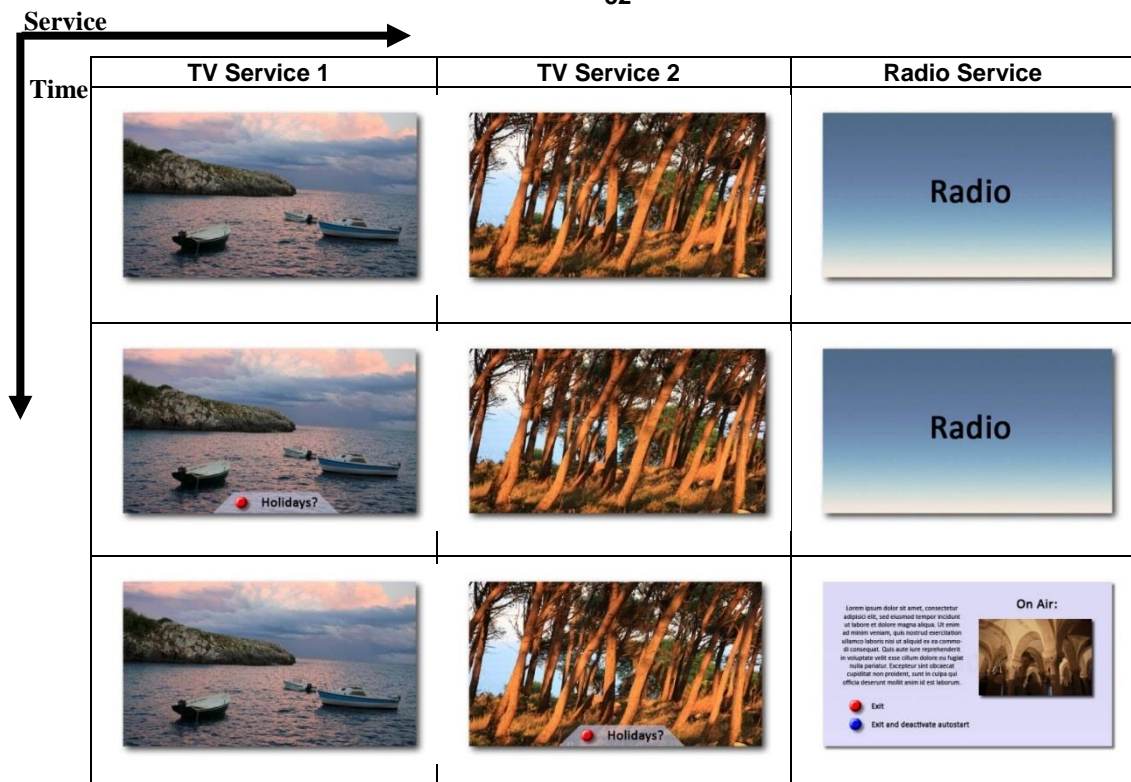 Service
Time
TV Service 1
TV Service 2
Radio Service
Radio
Holidays?
Radio
Holidays?
Lorem ipsum dolor sit amet, consectetur
adipisci elit, sed eiusmod tempor incidunt
ut labore et dolore magna aliqua. Ut enim
ad minim veniam, quis nostrud exercitation
ullamco laboris nisi ut aliquid ex ea commo-
di consequat. Quis aute iure reprehenderit
in voluptate velit esse cillum dolore eu fugiat
nulla pariatur. Excepteur sint obcaecat
cupiditat non proident, sunt in culpa qui
officia deserunt mollit anim id est laborum.
On Air:
Exit
Exit and deactivate autostart